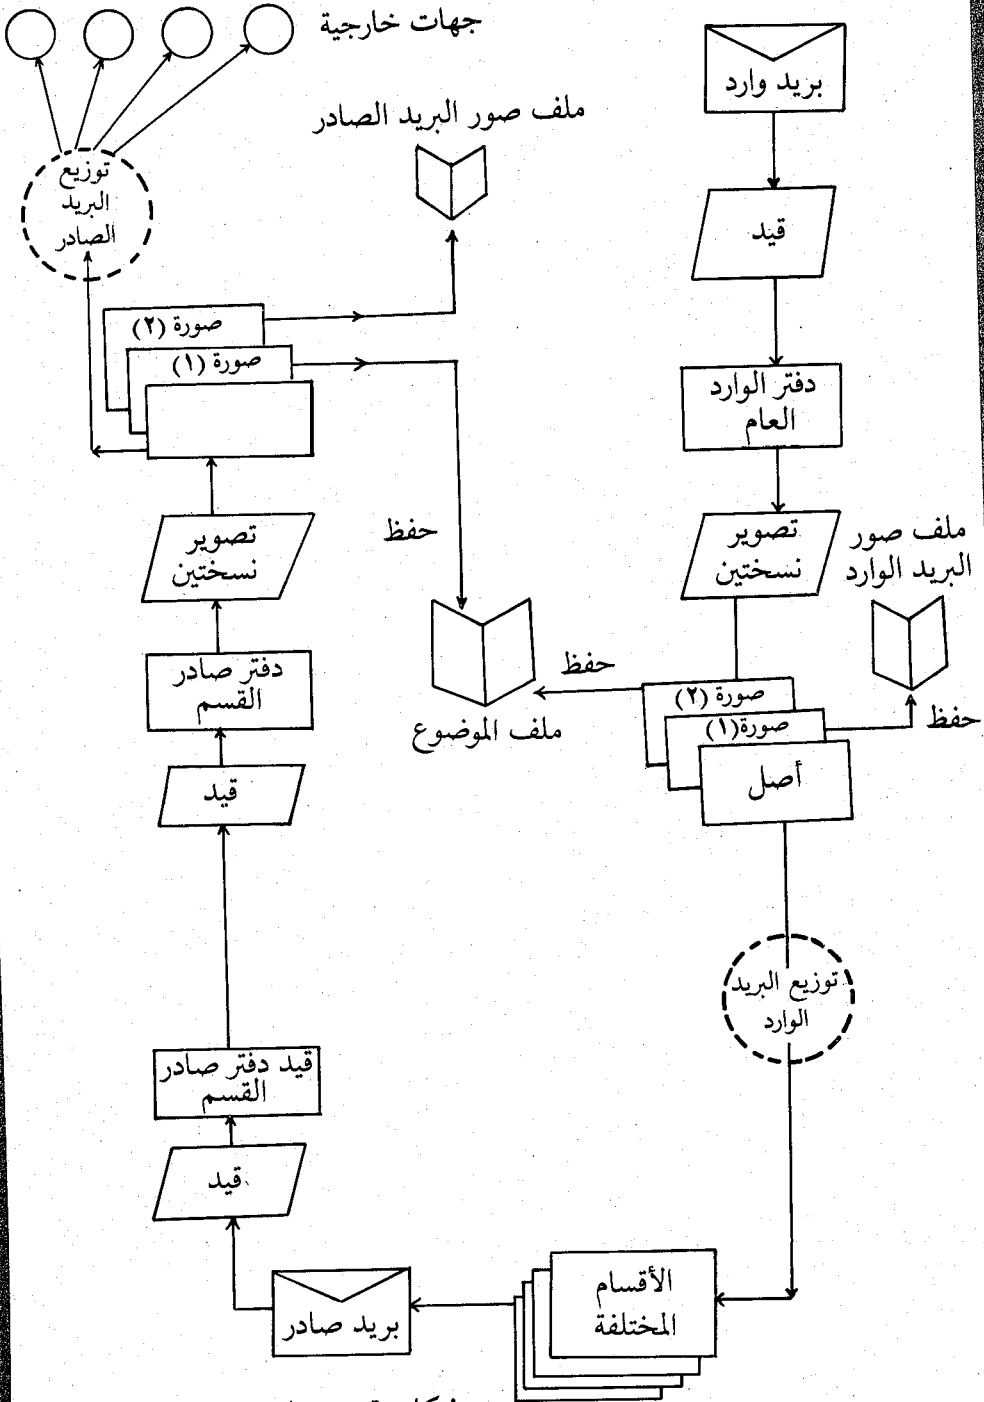 جهات خارجية
بريد وارد
ملف صور البريد الصادر
توزيع
البريد
الصادر
قيد
صورة (٢)
صورة (١)
دفتر الوارد
العام
تصوير
نسختين
حفظ
تصوير
نسختين
ملف صور
البريد الوارد
دفتر صادر
القسم
حفظ
ملف الموضوع
صورة (٢)
صورة(١)
أصل
حفظ
قيد
توزيع البريد
الوارد
قيد دفتر صادر
القسم
قيد
الأقسام
المختلفة
بريد صادر